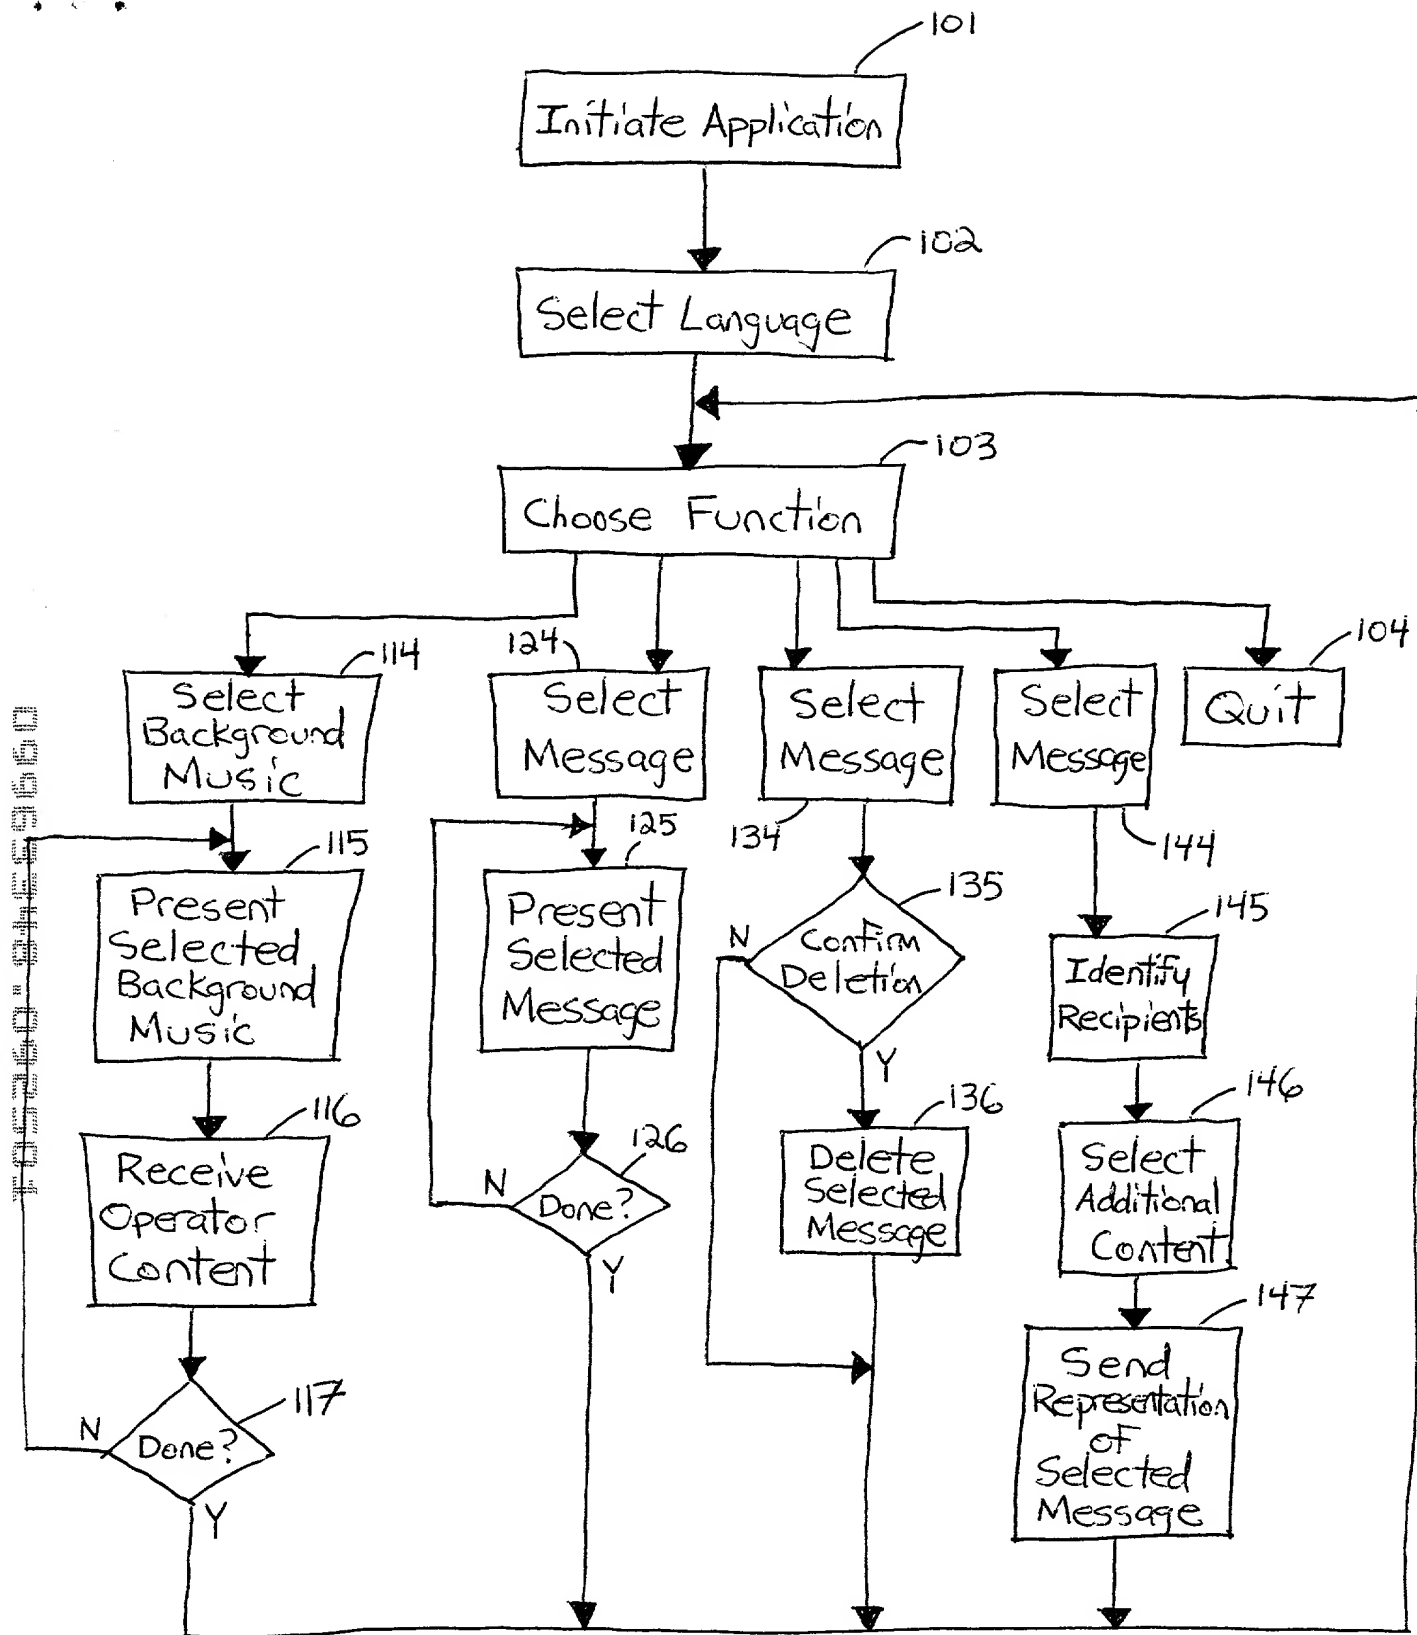 101
Initiate Application
102
Select Language
103
Choose Function
114
Select
Background
Music
124
Select
Message
Select
Message
134
Select
Message
144
104
Quit
115
Present
Selected
Background
Music
125
Present
Selected
Message
135
Confirm
Deletion
N
Y
145
Identify
Recipients
116
Receive
Operator
Content
126
Done?
N
Y
136
Delete
Selected
Message
146
Select
Additional
Content
117
Done?
N
Y
147
Send
Representation
of
Selected
Message